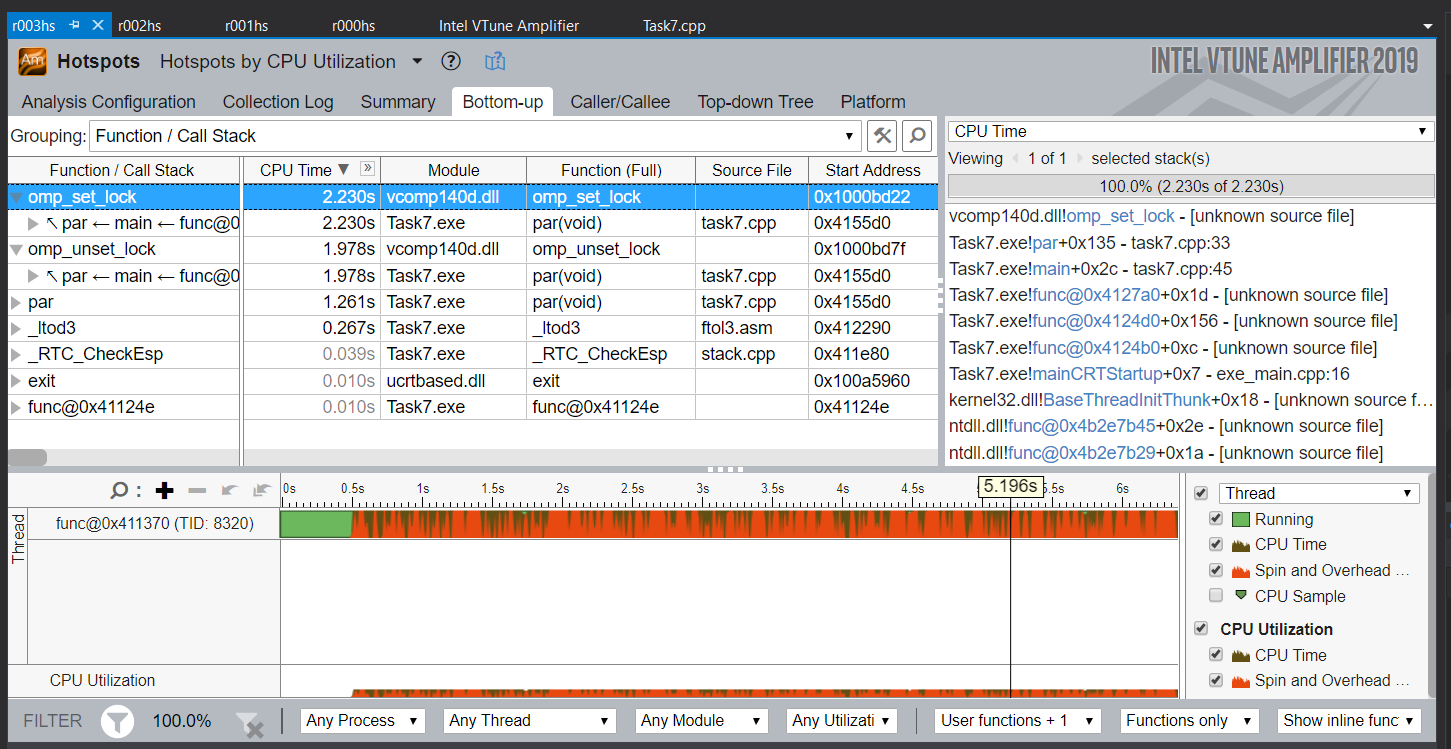 r003hs r002hs r001hs r000hs Intel VTune Amplifier Task7.cpp
Am Hotspots Hotspots by CPU Utilization ?
INTEL VTUNE AMPLIFIER 2019
Analysis Configuration Collection Log Summary Bottom-up Caller/Callee Top-down Tree Platform
Grouping: Function / Call Stack
Function / Call Stack CPU Time ▼ » Module Function (Full) Source File Start Address
omp_set_lock 2.230s vcomp140d.dll omp_set_lock 0x1000bd22
↖ par ← main ← func@0 2.230s Task7.exe par(void) task7.cpp 0x4155d0
omp_unset_lock 1.978s vcomp140d.dll omp_unset_lock 0x1000bd7f
↖ par ← main ← func@0 1.978s Task7.exe par(void) task7.cpp 0x4155d0
par 1.261s Task7.exe par(void) task7.cpp 0x4155d0
_ltod3 0.267s Task7.exe _ltod3 ftol3.asm 0x412290
_RTC_CheckEsp 0.039s Task7.exe _RTC_CheckEsp stack.cpp 0x411e80
exit 0.010s ucrtbased.dll exit 0x100a5960
func@0x41124e 0.010s Task7.exe func@0x41124e 0x41124e
CPU Time
Viewing 1 of 1 selected stack(s)
100.0% (2.230s of 2.230s)
vcomp140d.dll!omp_set_lock - [unknown source file]
Task7.exe!par+0x135 - task7.cpp:33
Task7.exe!main+0x2c - task7.cpp:45
Task7.exe!func@0x4127a0+0x1d - [unknown source file]
Task7.exe!func@0x4124d0+0x156 - [unknown source file]
Task7.exe!func@0x4124b0+0xc - [unknown source file]
Task7.exe!mainCRTStartup+0x7 - exe_main.cpp:16
kernel32.dll!BaseThreadInitThunk+0x18 - [unknown source f…
ntdll.dll!func@0x4b2e7b45+0x2e - [unknown source file]
ntdll.dll!func@0x4b2e7b29+0x1a - [unknown source file]
0s 0.5s 1s 1.5s 2s 2.5s 3s 3.5s 4s 4.5s 5.196s 5.5s 6s
Thread
func@0x411370 (TID: 8320)
CPU Utilization
Thread
Running
CPU Time
Spin and Overhead ...
CPU Sample
CPU Utilization
CPU Time
Spin and Overhead ...
FILTER 100.0% Any Process Any Thread Any Module Any Utilizati User functions + 1 Functions only Show inline func